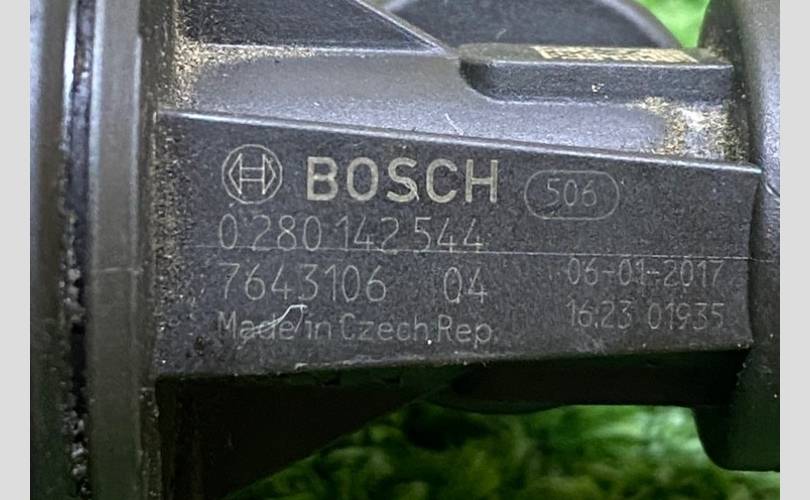 BOSCH 506
0 280 142 544
7643106 04 06-01-2017
Made in Czech Rep. 16:23 01935